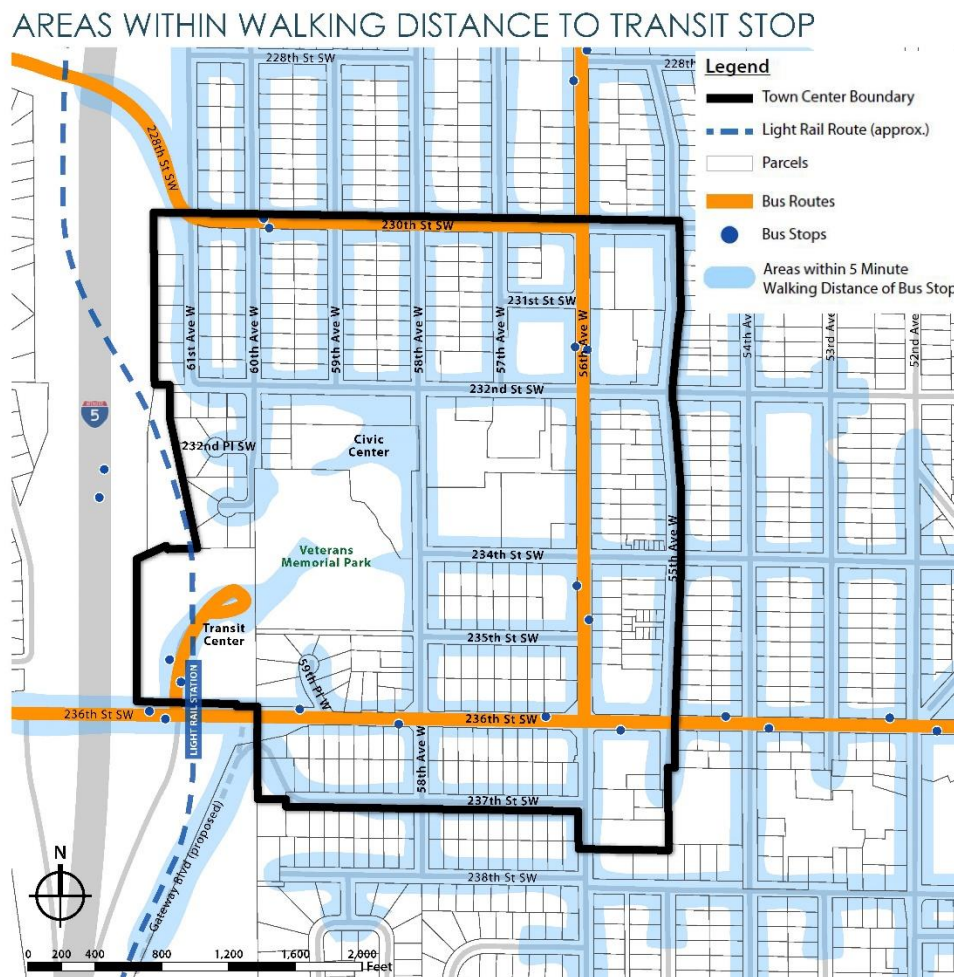 AREAS WITHIN WALKING DISTANCE TO TRANSIT STOP
228th St SW
228th
Legend
Town Center Boundary
Light Rail Route (approx.)
Parcels
Bus Routes
Bus Stops
Areas within 5 Minute
Walking Distance of Bus Stop
228th St SW
230th St SW
231st St SW
61st Ave W
60th Ave W
59th Ave W
58th Ave W
57th Ave W
56th Ave W
54th Ave
53rd Ave
52nd Ave
232nd St SW
5
232nd Pl SW
Civic
Center
Veterans
Memorial Park
234th St SW
55th Ave W
Transit
Center
235th St SW
59th Pl W
LIGHT RAIL STATION
236th St SW
236th St SW
58th Ave W
237th St SW
Gateway Blvd (proposed)
238th St SW
N
0 200 400 800 1,200 1,600 2,000
Feet